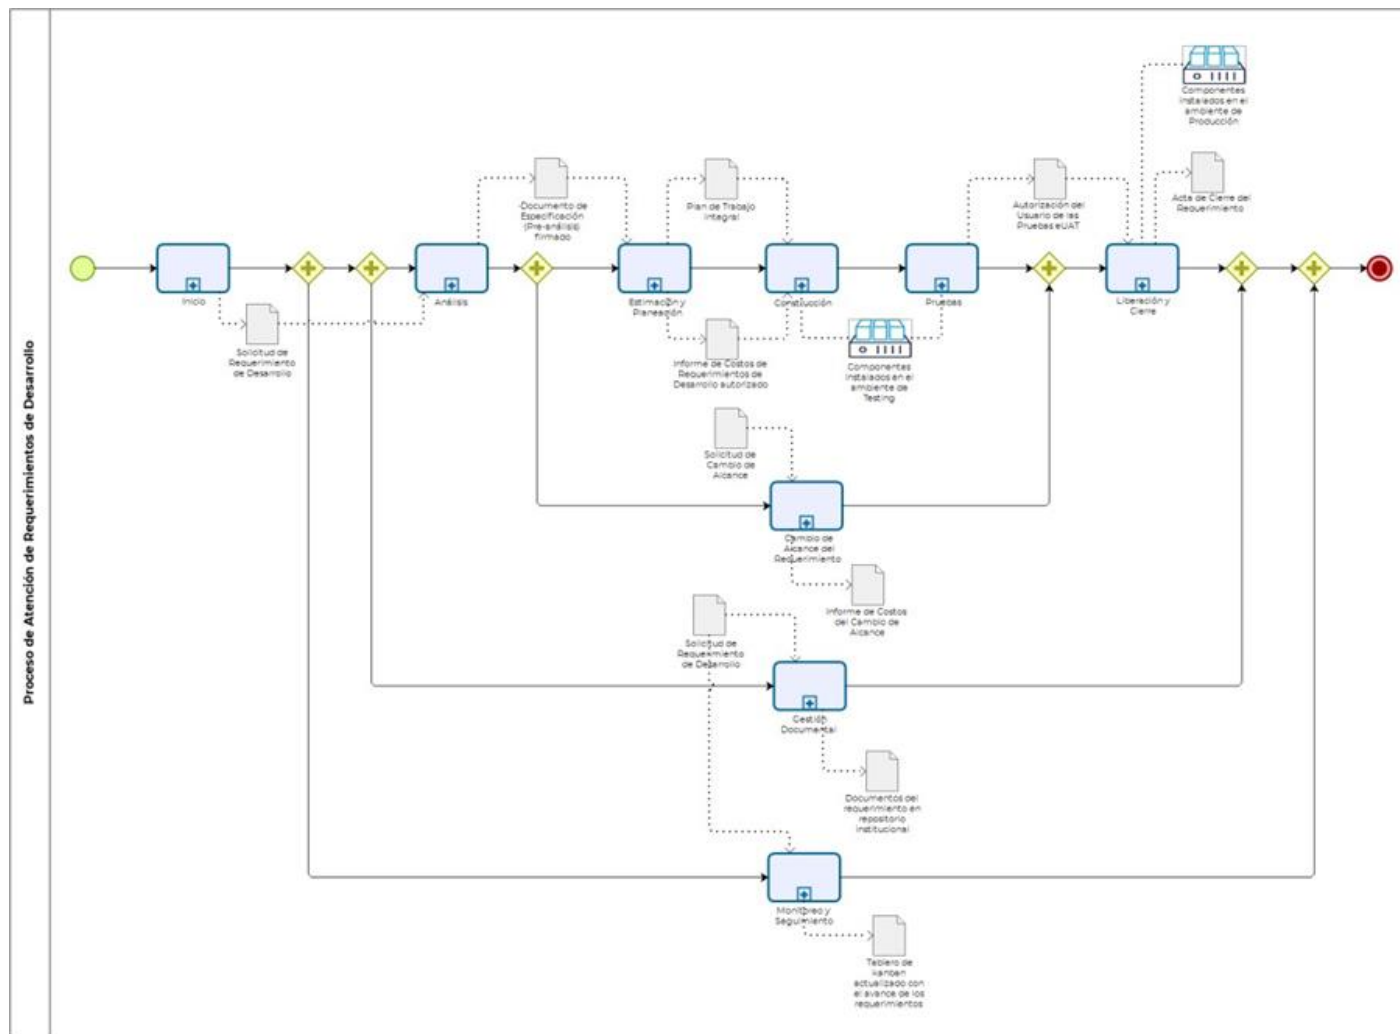 Proceso de Atención de Requerimientos de Desarrollo
Componentes
instalados en el
ambiente de
Producción
-Documento de
Especificación
(Pre-análisis)
firmado
Plan de Trabajo
Integral
Autorización del
Usuario de las
Pruebas eUAT
Acta de Cierre del
Requerimiento
Inicio
Análisis
Estimación y
Planeación
Construcción
Pruebas
Liberación y
Cierre
Solicitud de
Requerimiento
de Desarrollo
Informe de Costos de
Requerimientos de
Desarrollo autorizado
Componentes
instalados en el
ambiente de
Testing
Solicitud de
Cambio de
Alcance
Cambio de
Alcance del
Requerimiento
Informe de Costos
del Cambio de
Alcance
Solicitud de
Requerimiento
de Desarrollo
Gestión
Documental
Documentos del
requerimiento en
repositorio
institucional
Monitoreo y
Seguimiento
Tablero de
kanban
actualizado con
el avance de los
requerimientos